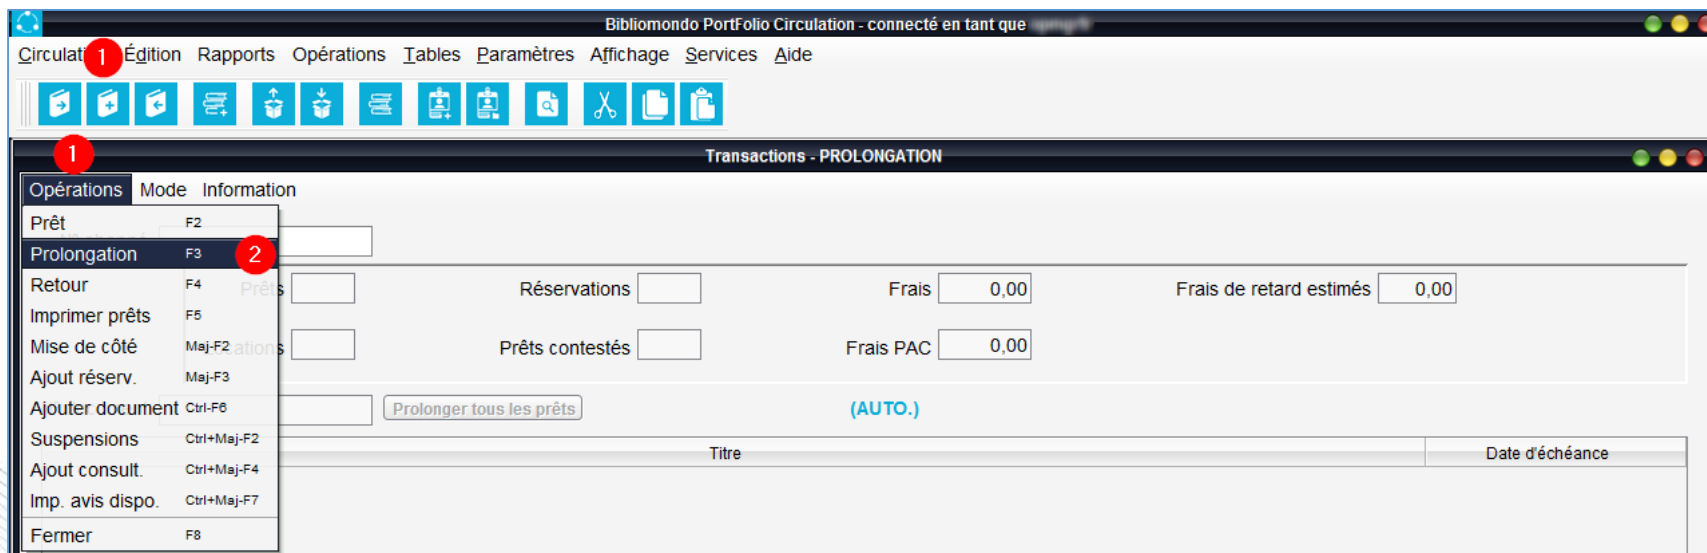 Bibliomondo PortFolio Circulation - connecté en tant que
Circulati 1 Édition Rapports Opérations Tables Paramètres Affichage Services Aide
1
Transactions - PROLONGATION
Opérations Mode Information
Prêt F2
Prolongation F3 2
Retour F4 Prêts Réservations Frais 0,00 Frais de retard estimés 0,00
Imprimer prêts F5
Mise de côté Maj-F2 Locations Prêts contestés Frais PAC 0,00
Ajout réserv. Maj-F3
Ajouter document Ctrl-F6 Prolonger tous les prêts (AUTO.)
Suspensions Ctrl+Maj-F2 Titre Date d'échéance
Ajout consult. Ctrl+Maj-F4
Imp. avis dispo. Ctrl+Maj-F7
Fermer F8